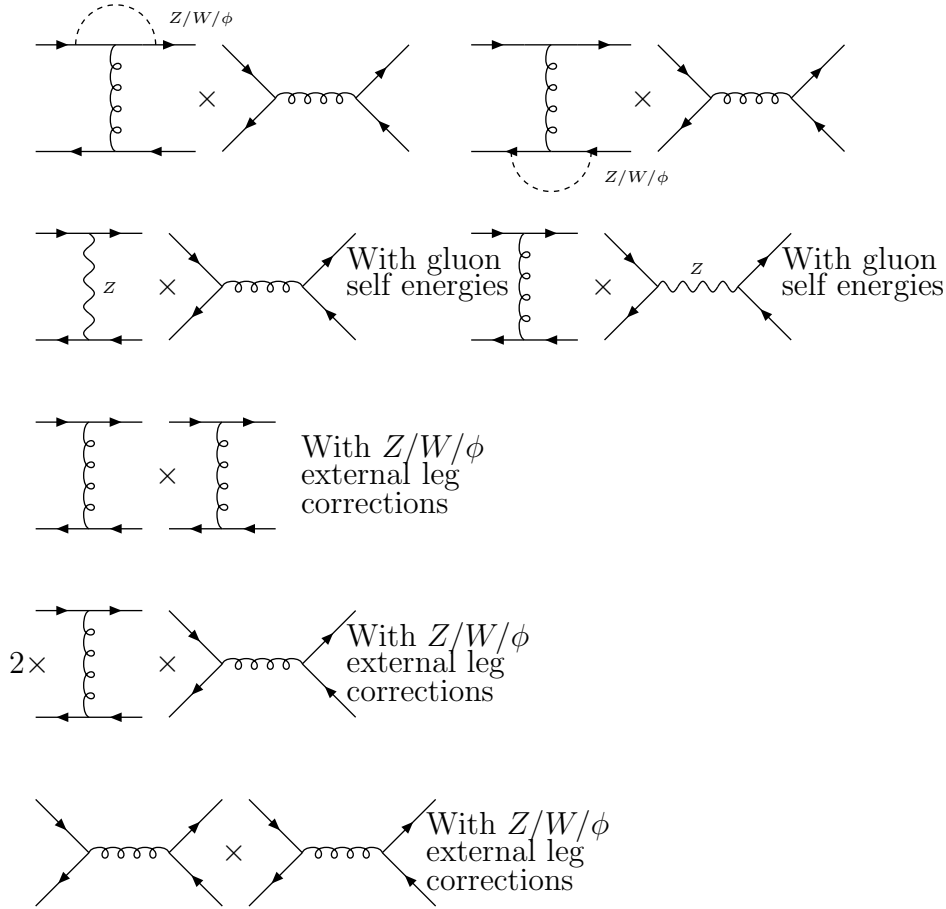 Z/W/ϕ
× ×
Z/W/ϕ
Z × With gluon
self energies × Z With gluon
self energies
× With Z/W/ϕ
external leg
corrections
2× × With Z/W/ϕ
external leg
corrections
× With Z/W/ϕ
external leg
corrections